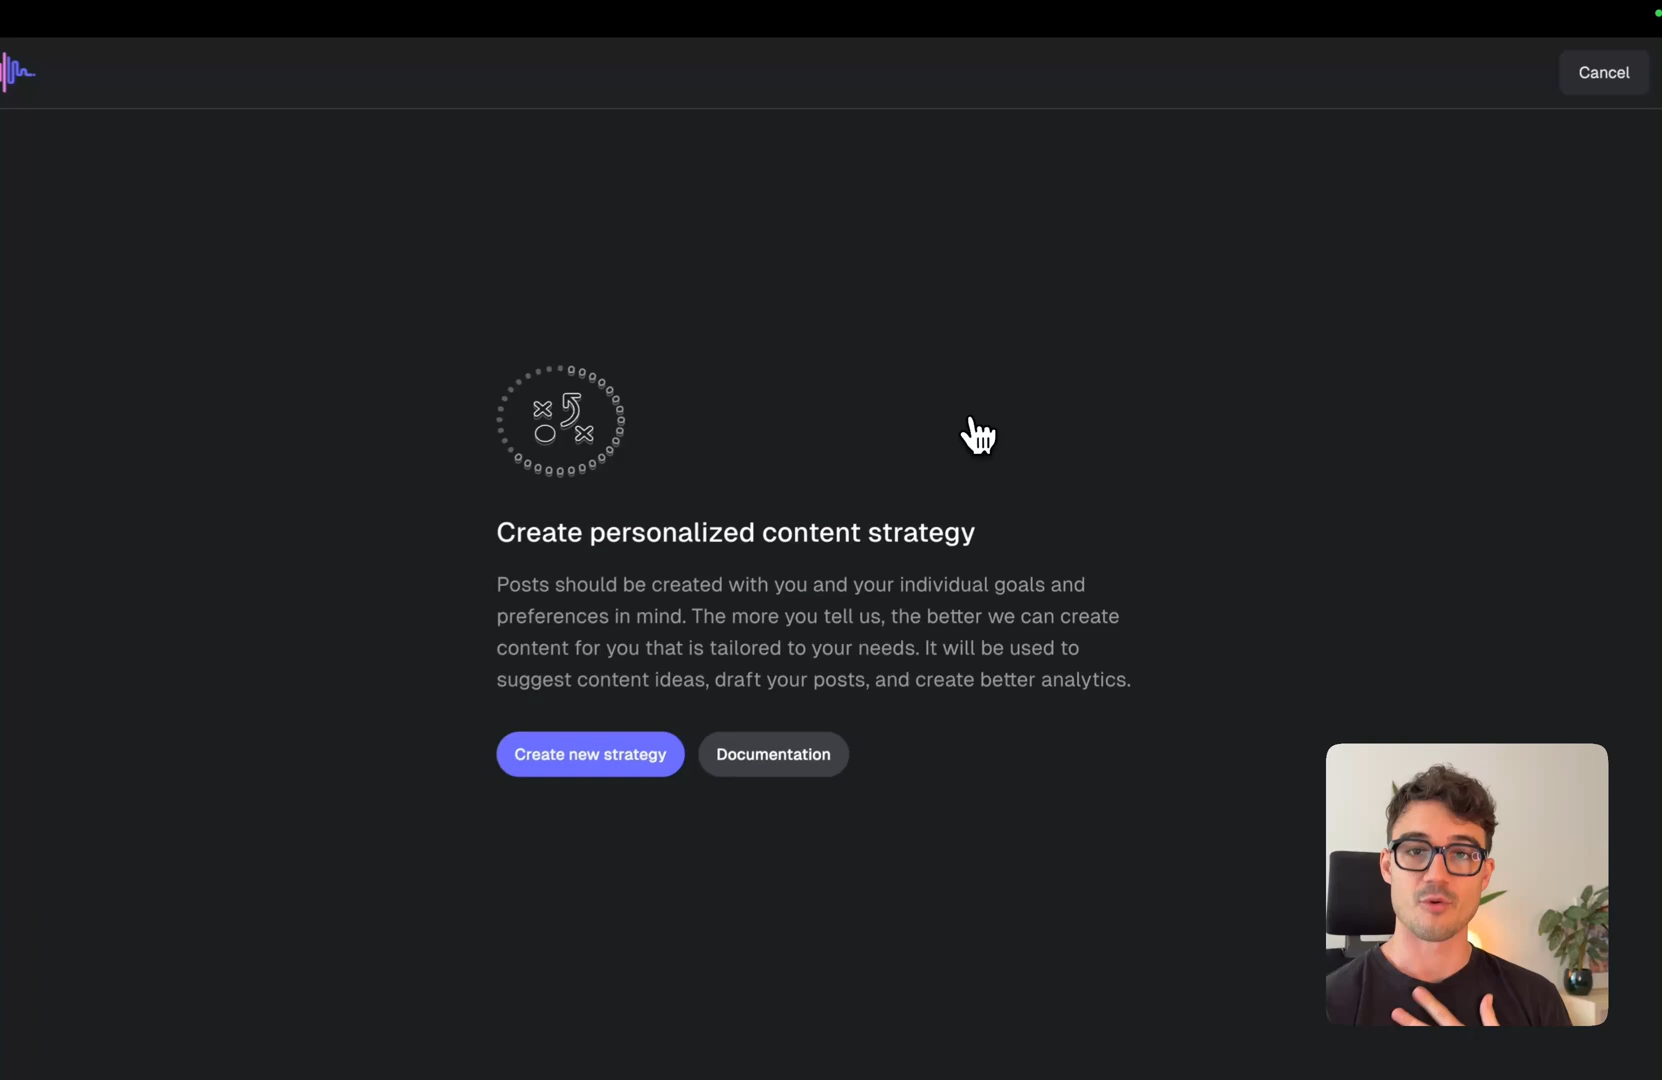 Cancel
Create personalized content strategy
Posts should be created with you and your individual goals and
preferences in mind. The more you tell us, the better we can create
content for you that is tailored to your needs. It will be used to
suggest content ideas, draft your posts, and create better analytics.
Create new strategy
Documentation